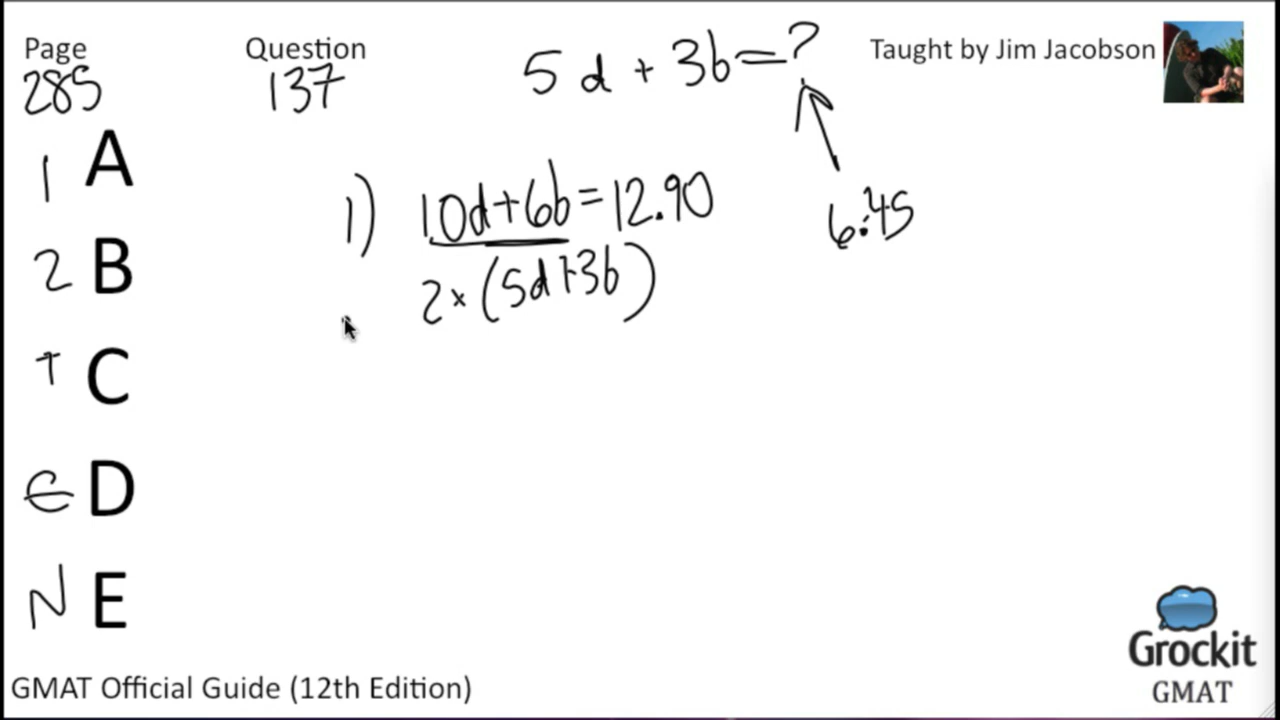 Page Question 5d + 3b = ? Taught by Jim Jacobson
285 137
1 A
1) 10d+6b=12.90 6.45
2 B
2×(5d+3b)
T C
E D
N E
Grockit
GMAT
GMAT Official Guide (12th Edition)